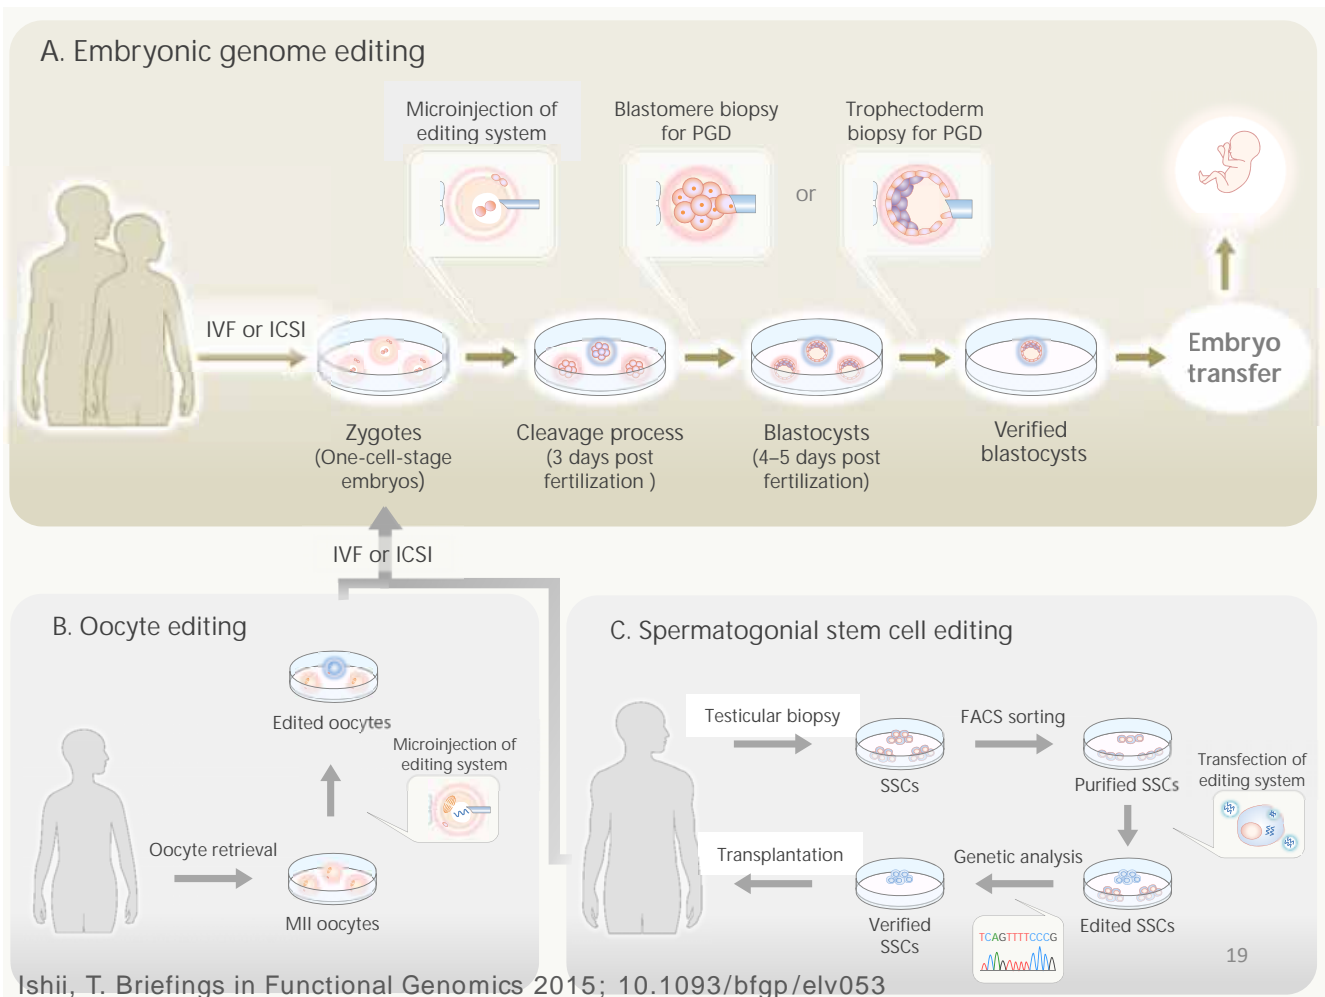 A. Embryonic genome editing
Microinjection of
editing system
Blastomere biopsy
for PGD
or
Trophectoderm
biopsy for PGD
IVF or ICSI
Embryo
transfer
Zygotes
(One-cell-stage
embryos)
Cleavage process
(3 days post
fertilization )
Blastocysts
(4–5 days post
fertilization)
Verified
blastocysts
IVF or ICSI
B. Oocyte editing
Edited oocytes
Microinjection of
editing system
Oocyte retrieval
MII oocytes
C. Spermatogonial stem cell editing
Testicular biopsy
SSCs
FACS sorting
Purified SSCs
Transfection of
editing system
Transplantation
Verified
SSCs
Genetic analysis
TCAGTTTTCCCG
Edited SSCs
19
Ishii, T. Briefings in Functional Genomics 2015; 10.1093/bfgp/elv053